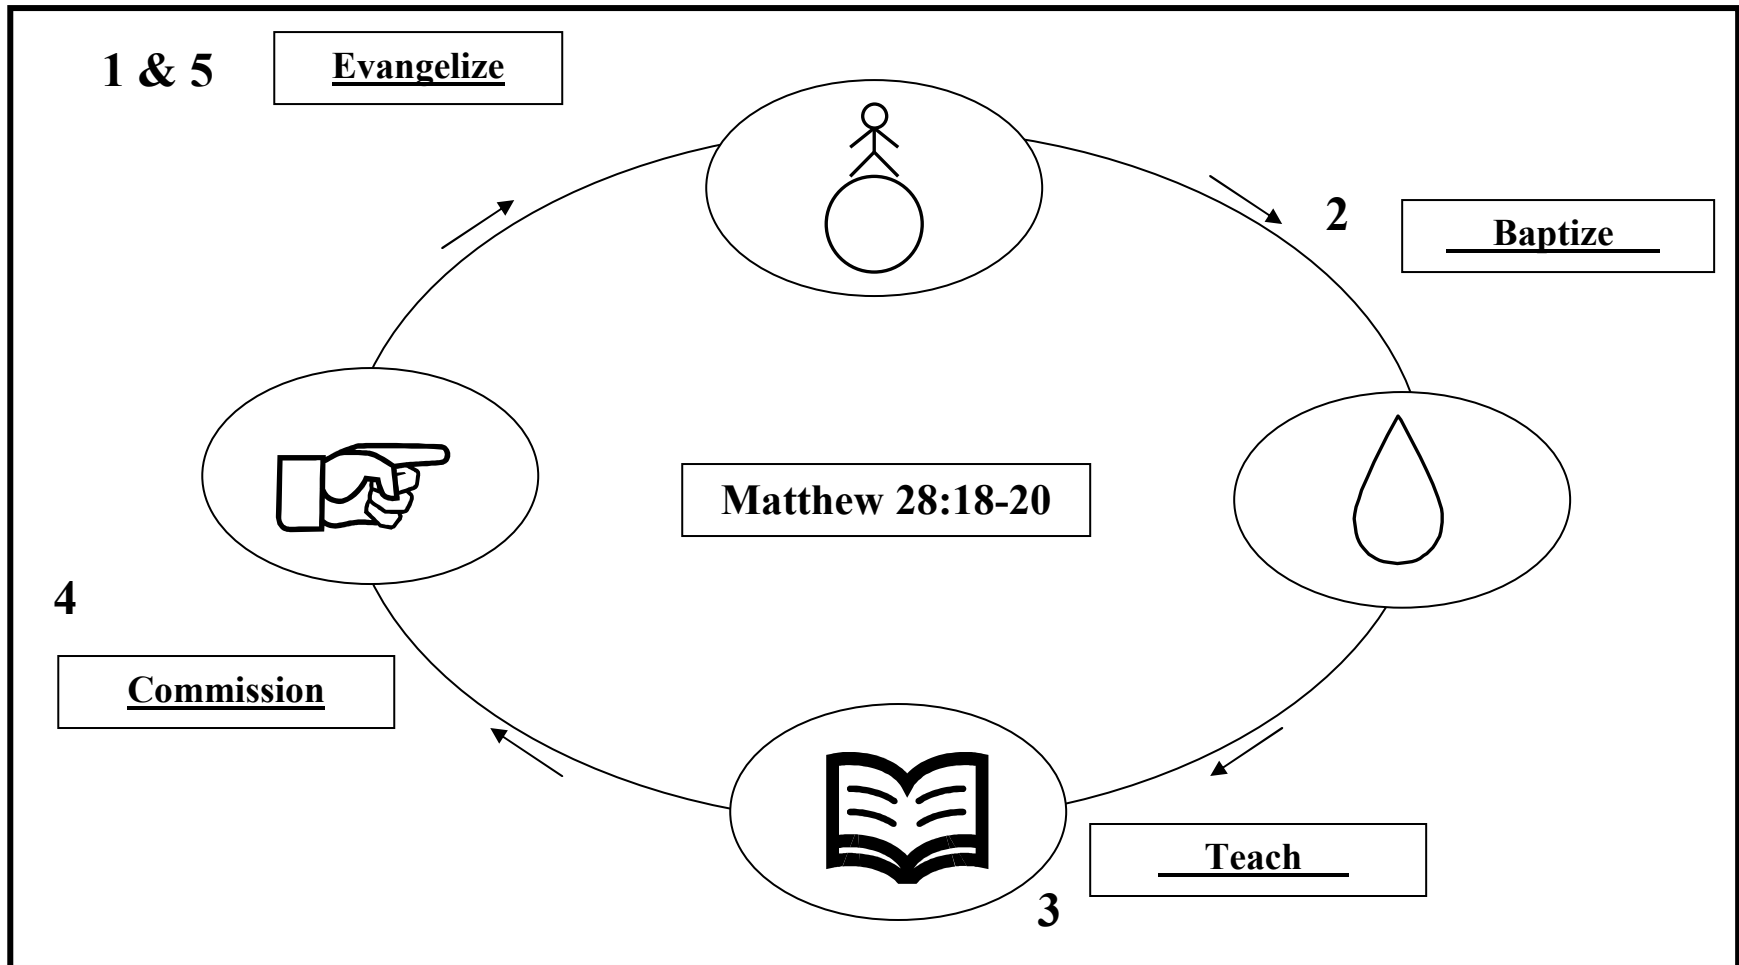 1 & 5
Evangelize
2
Baptize
Matthew 28:18-20
4
Commission
Teach
3